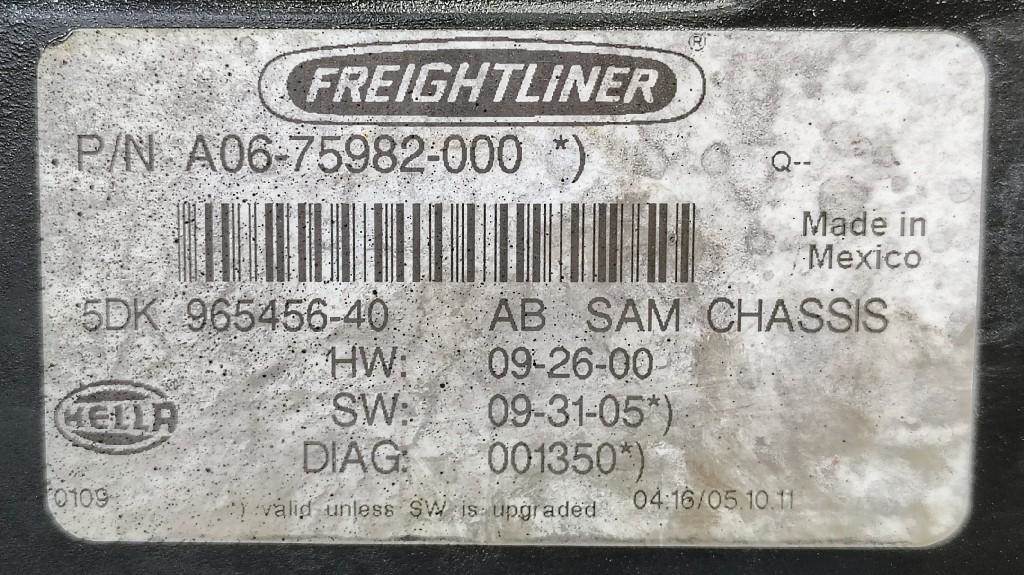 FREIGHTLINER®
P/N A06-75982-000 *)
Q--
Made in
Mexico
5DK 965456-40 AB SAM CHASSIS
HW: 09-26-00
SW: 09-31-05*)
HELLA
DIAG: 001350*)
0109
*) valid unless SW is upgraded 04:16/05.10.11